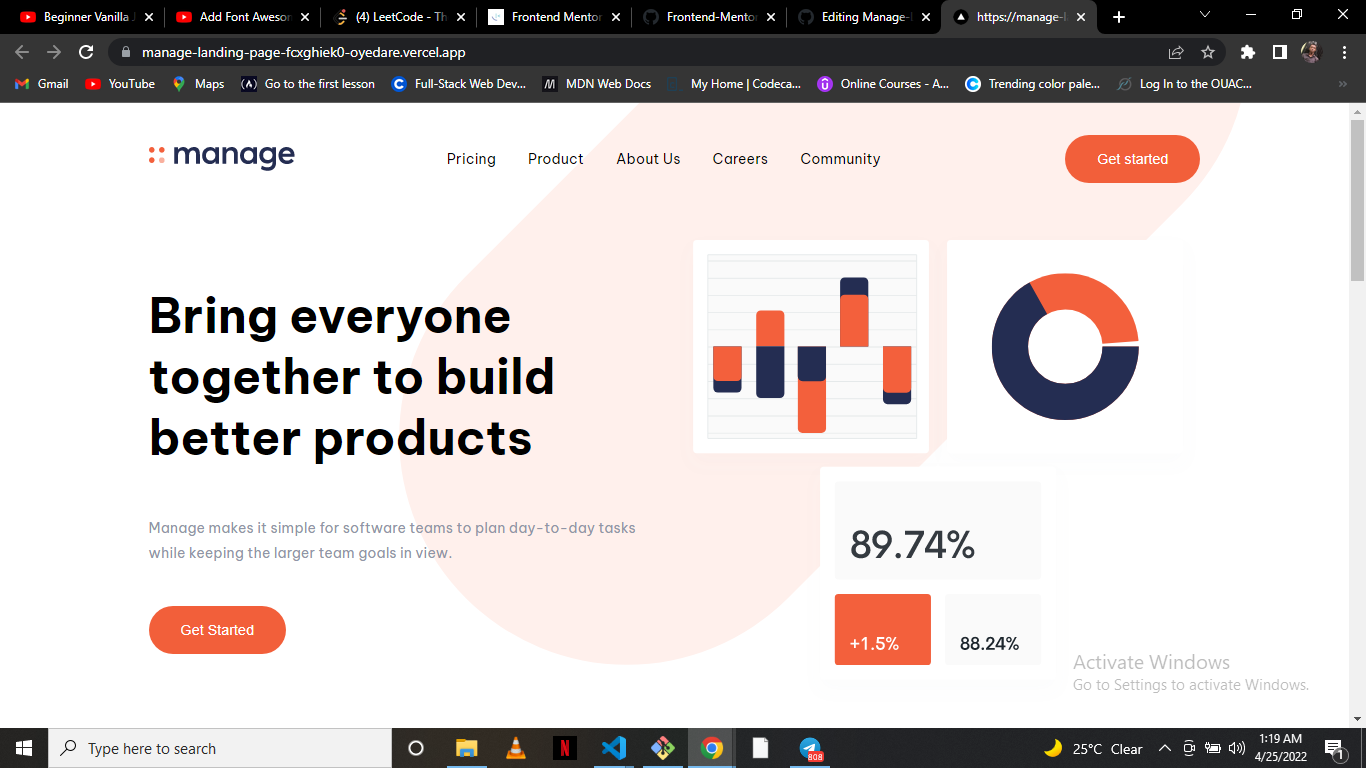 Beginner Vanilla J
Add Font Awesor
(4) LeetCode - Th
Frontend Mentor
Frontend-Mentor
Editing Manage-
https://manage-l
manage-landing-page-fcxghiek0-oyedare.vercel.app
Gmail
YouTube
Maps
Go to the first lesson
Full-Stack Web Dev...
MDN Web Docs
My Home | Codeca...
Online Courses - A...
Trending color pale...
Log In to the OUAC...
»
manage
Pricing
Product
About Us
Careers
Community
Get started
Bring everyone
together to build
better products
Manage makes it simple for software teams to plan day-to-day tasks
while keeping the larger team goals in view.
Get Started
89.74%
+1.5%
88.24%
Activate Windows
Go to Settings to activate Windows.
Type here to search
808
25°C Clear
1:19 AM
4/25/2022
1